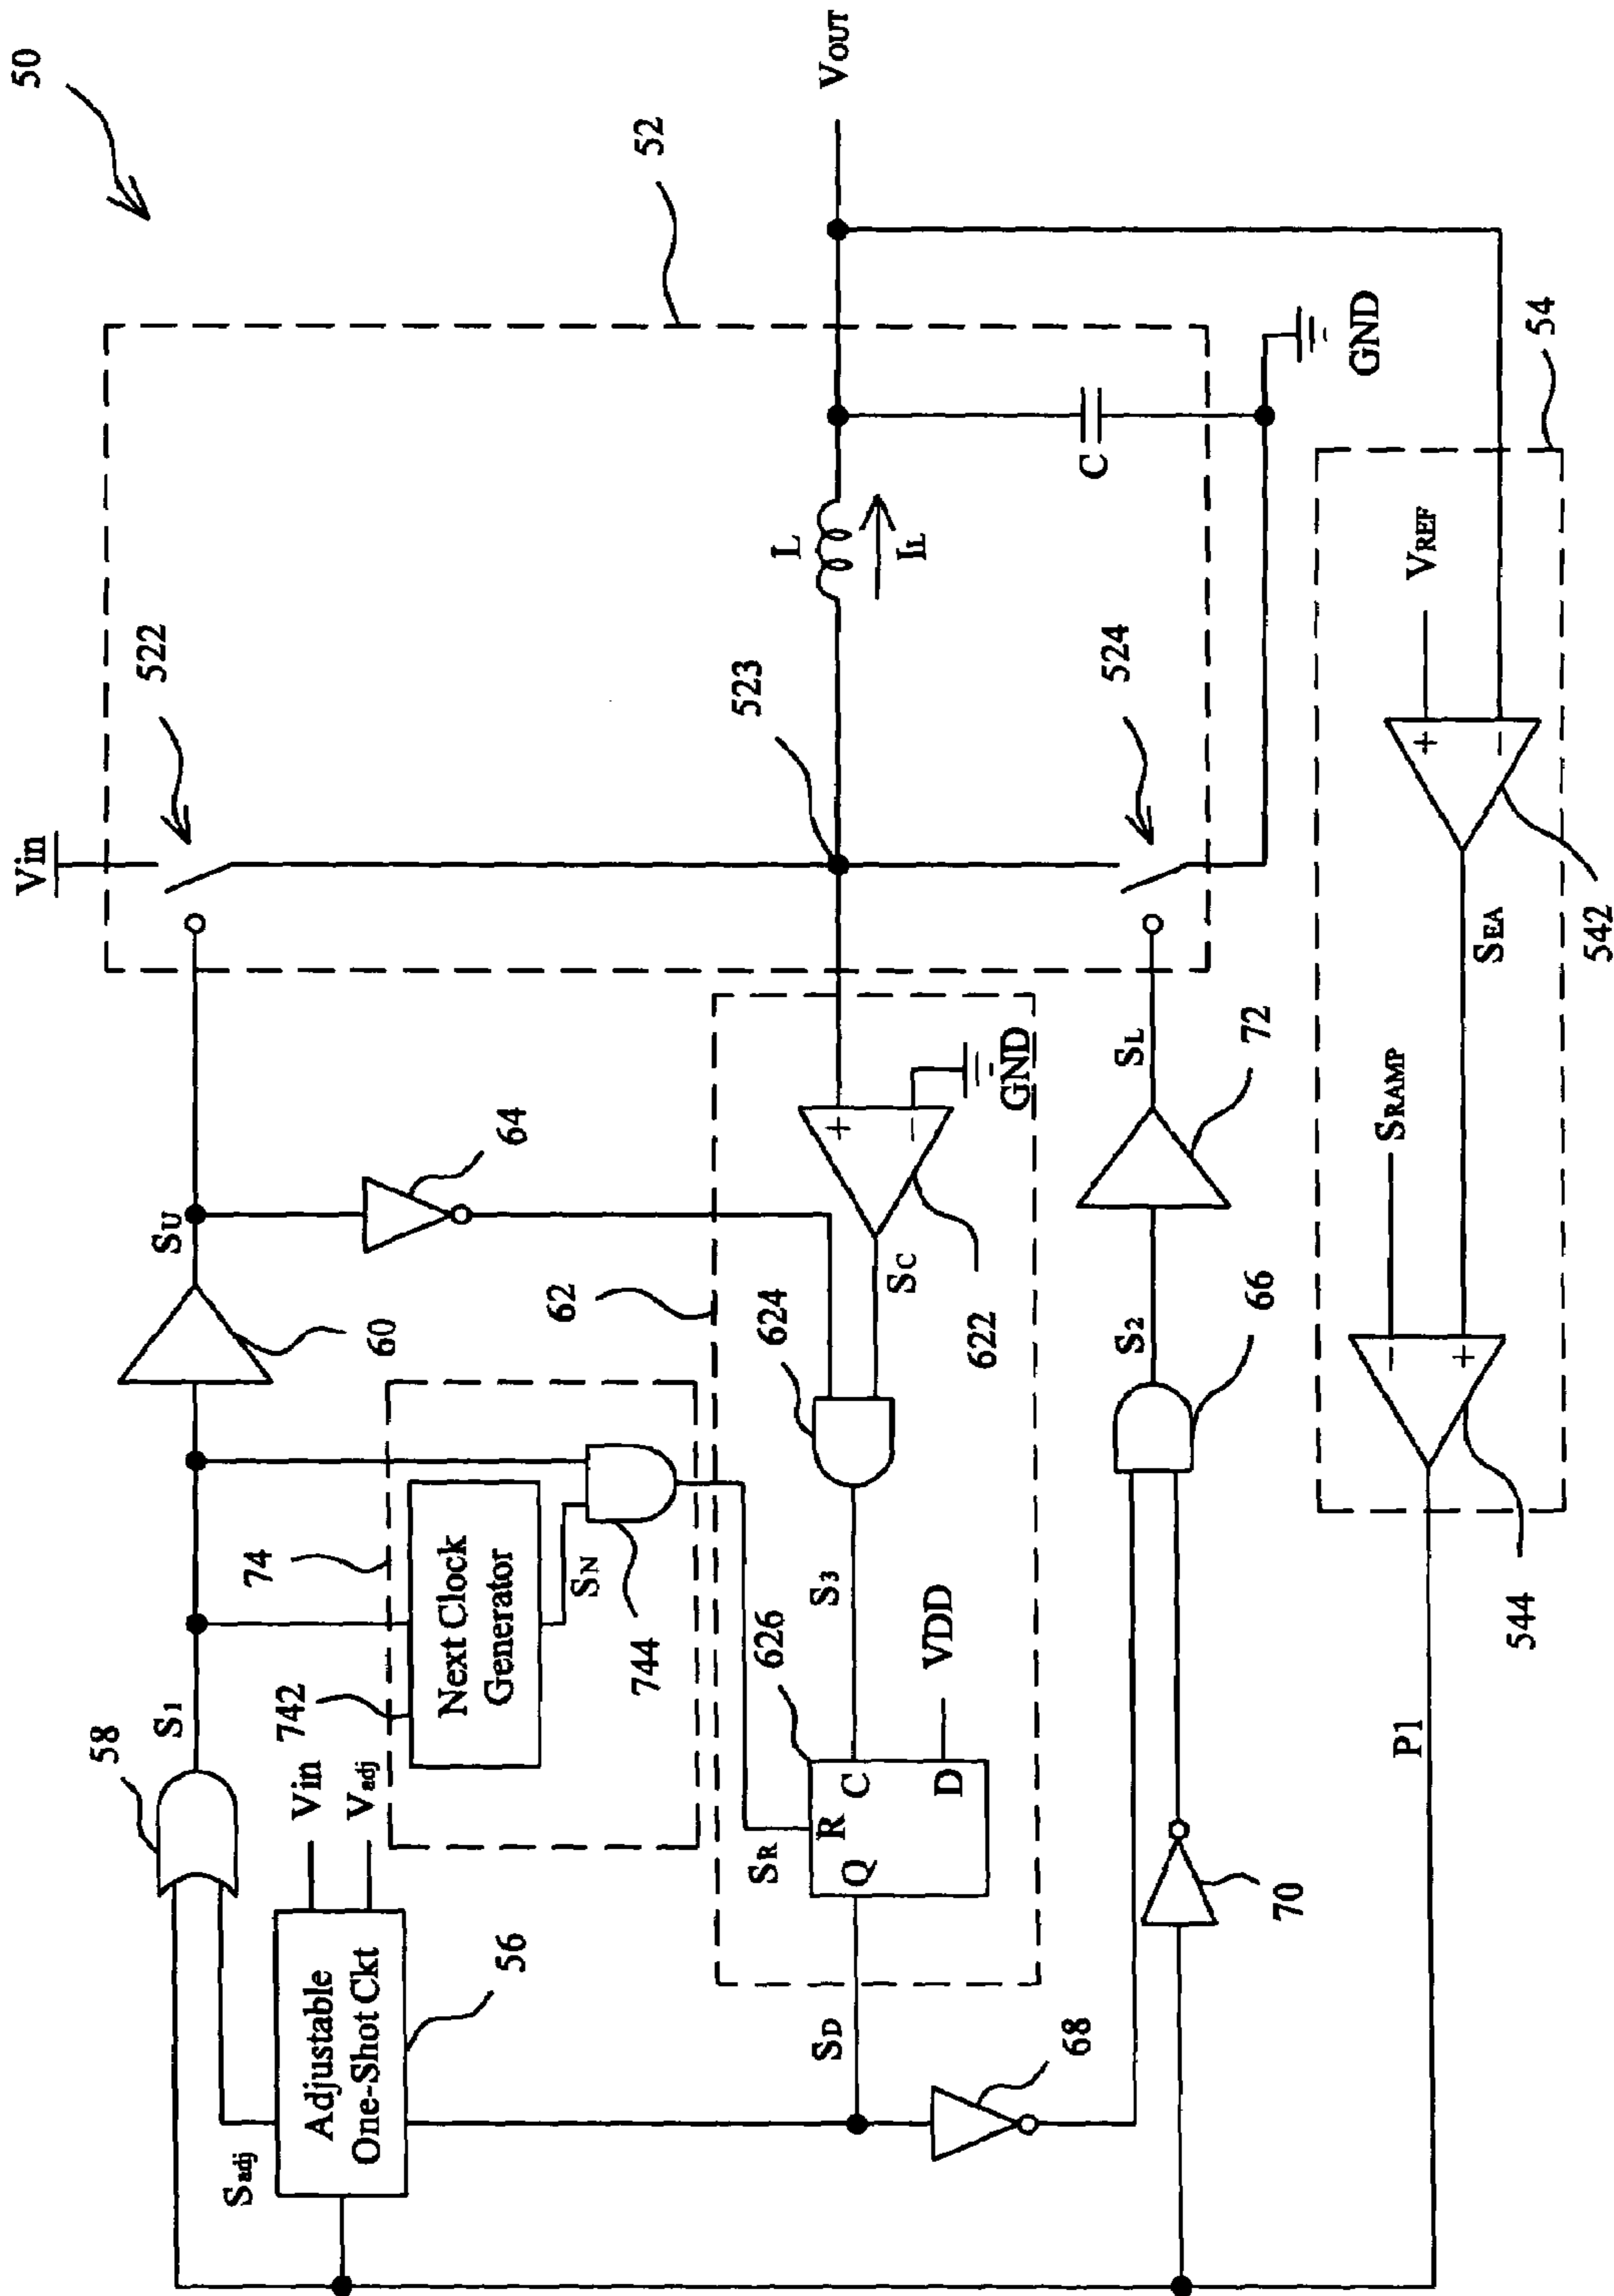 50
Vin
522
52
58
S1
60
SU
64
Vin
Vadj
Sadj
Adjustable
One-Shot Ckt
56
742
74
Next Clock
Generator
SN
744
62
523
L
IL
VOUT
SR
626
Q
R
C
D
VDD
S3
624
SC
622
+
−
GND
SD
68
524
C
GND
70
66
S2
SL
72
54
P1
544
−
+
SRAMP
SEA
542
+
−
VREF